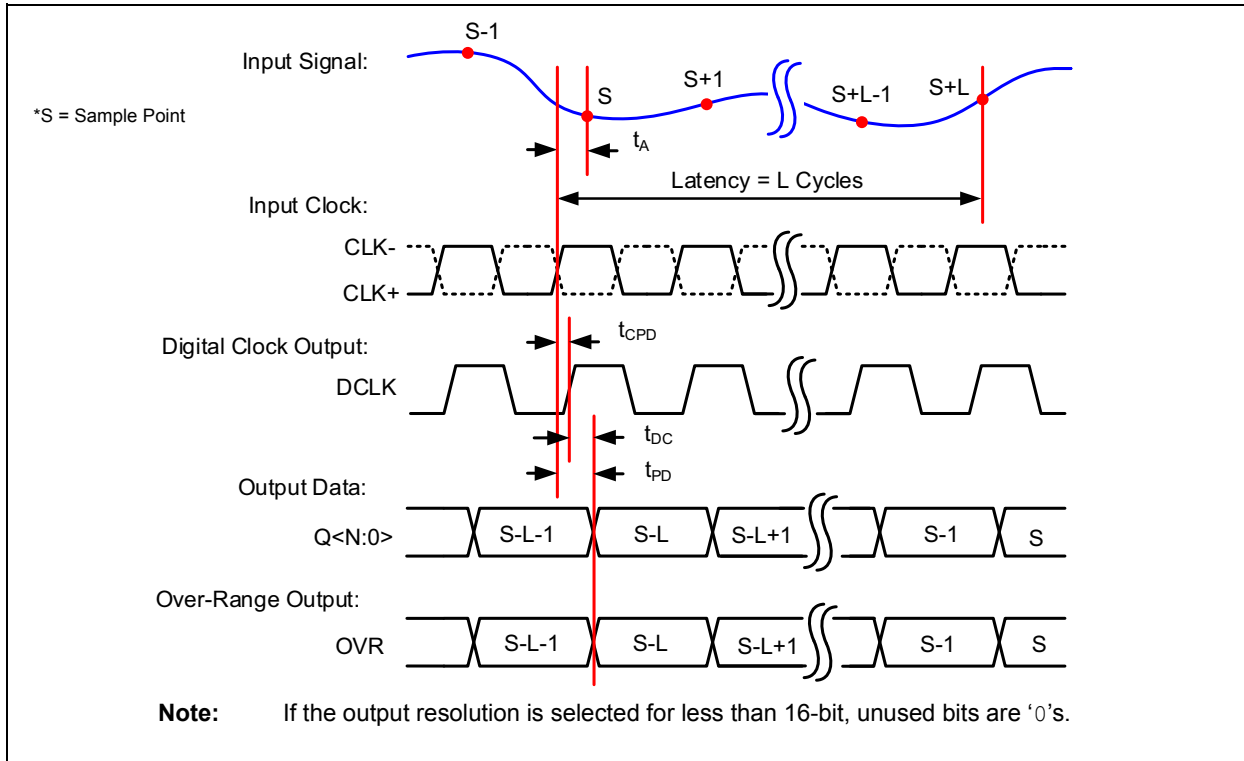 S-1
Input Signal:
S
S+1
S+L-1
S+L
*S = Sample Point
tA
Latency = L Cycles
Input Clock:
CLK-
CLK+
tCPD
Digital Clock Output:
DCLK
tDC
tPD
Output Data:
Q<N:0>
S-L-1
S-L
S-L+1
S-1
S
Over-Range Output:
OVR
S-L-1
S-L
S-L+1
S-1
S
Note: If the output resolution is selected for less than 16-bit, unused bits are ‘0’s.